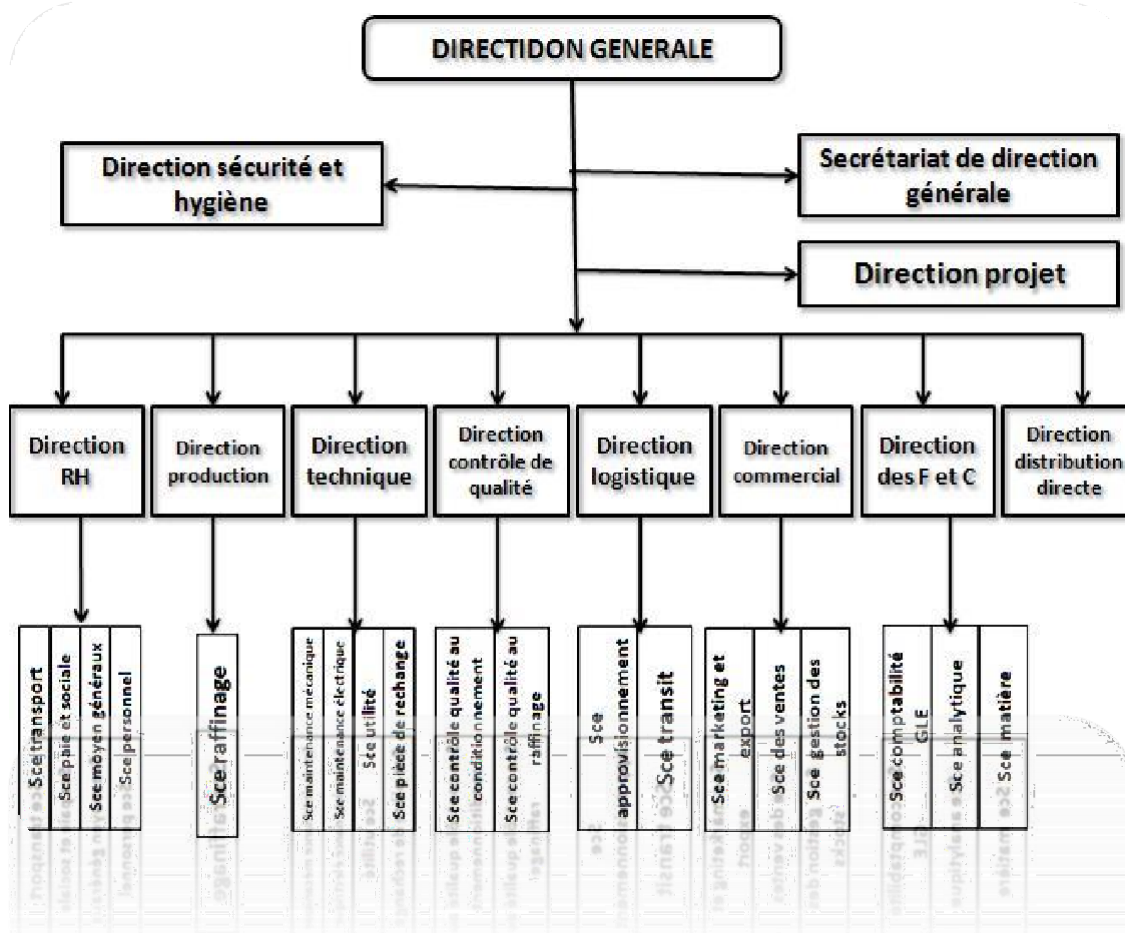 DIRECTIDON GENERALE
Direction sécurité et
hygiène
Secrétariat de direction
générale
Direction projet
Direction
RH
Direction
production
Direction
technique
Direction
contrôle de
qualité
Direction
logistique
Direction
commercial
Direction
des F et C
Direction
distribution
directe
Sce transport
Sce paie et sociale
Sce moyen généraux
Sce personnel
Sce raffinage
Sce maintenance mécanique
Sce maintenance électrique
Sce utilité
Sce pièce de rechange
Sce contrôle qualité au
conditionnement
Sce contrôle qualité au
raffinage
Sce
approvisionnement
Sce transit
Sce marketing et
export
Sce des ventes
Sce gestion des
stocks
Sce comptabilité
GLE
Sce analytique
Sce matière